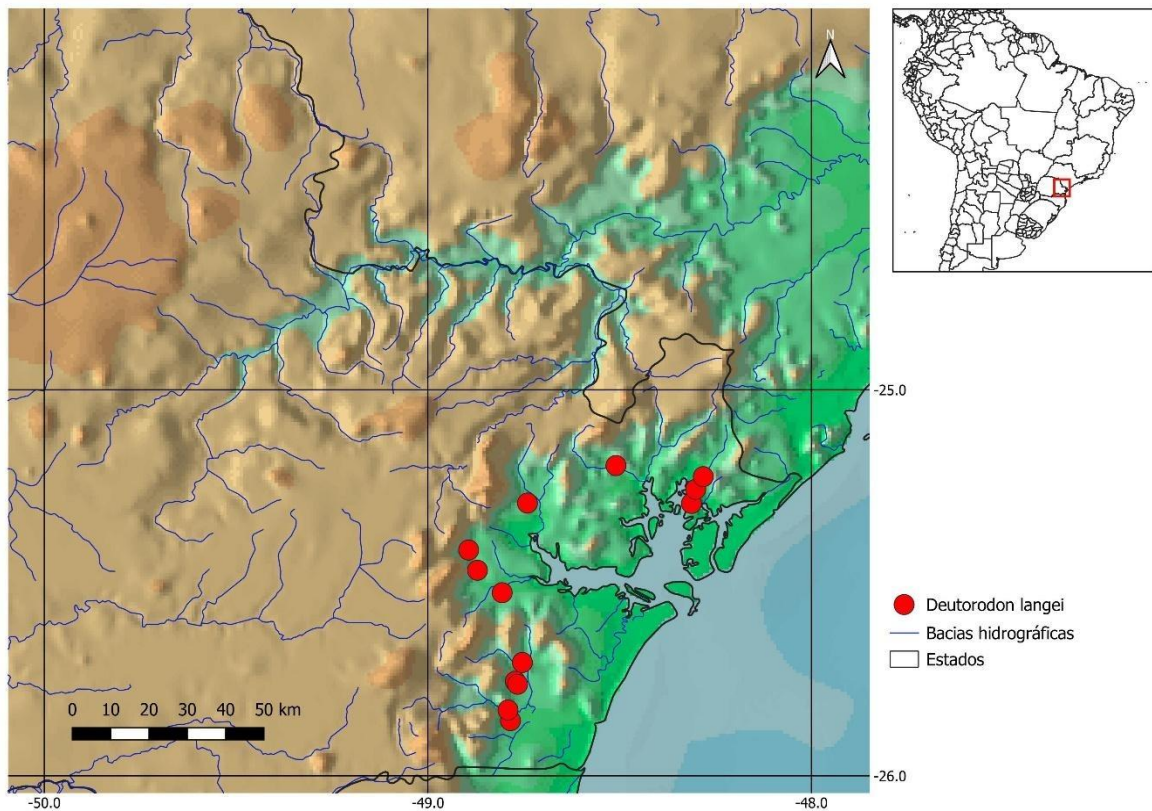 N
-25.0
Deutorodon langei
Bacias hidrográficas
Estados
0 10 20 30 40 50 km
-26.0
-50.0 -49.0 -48.0